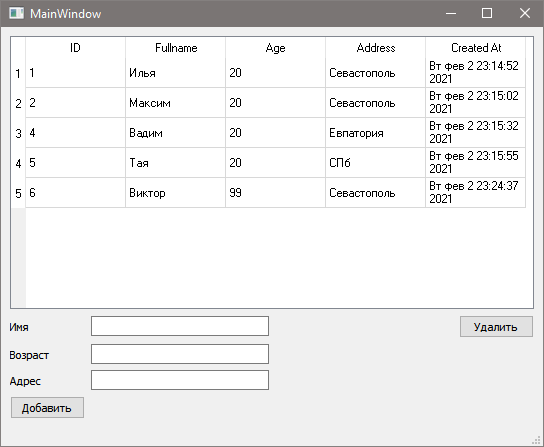 MainWindow
ID Fullname Age Address Created At
1 1 Илья 20 Севастополь Вт фев 2 23:14:52 2021
2 2 Максим 20 Севастополь Вт фев 2 23:15:02 2021
3 4 Вадим 20 Евпатория Вт фев 2 23:15:32 2021
4 5 Тая 20 СПб Вт фев 2 23:15:55 2021
5 6 Виктор 99 Севастополь Вт фев 2 23:24:37 2021
Имя Удалить
Возраст
Адрес
Добавить